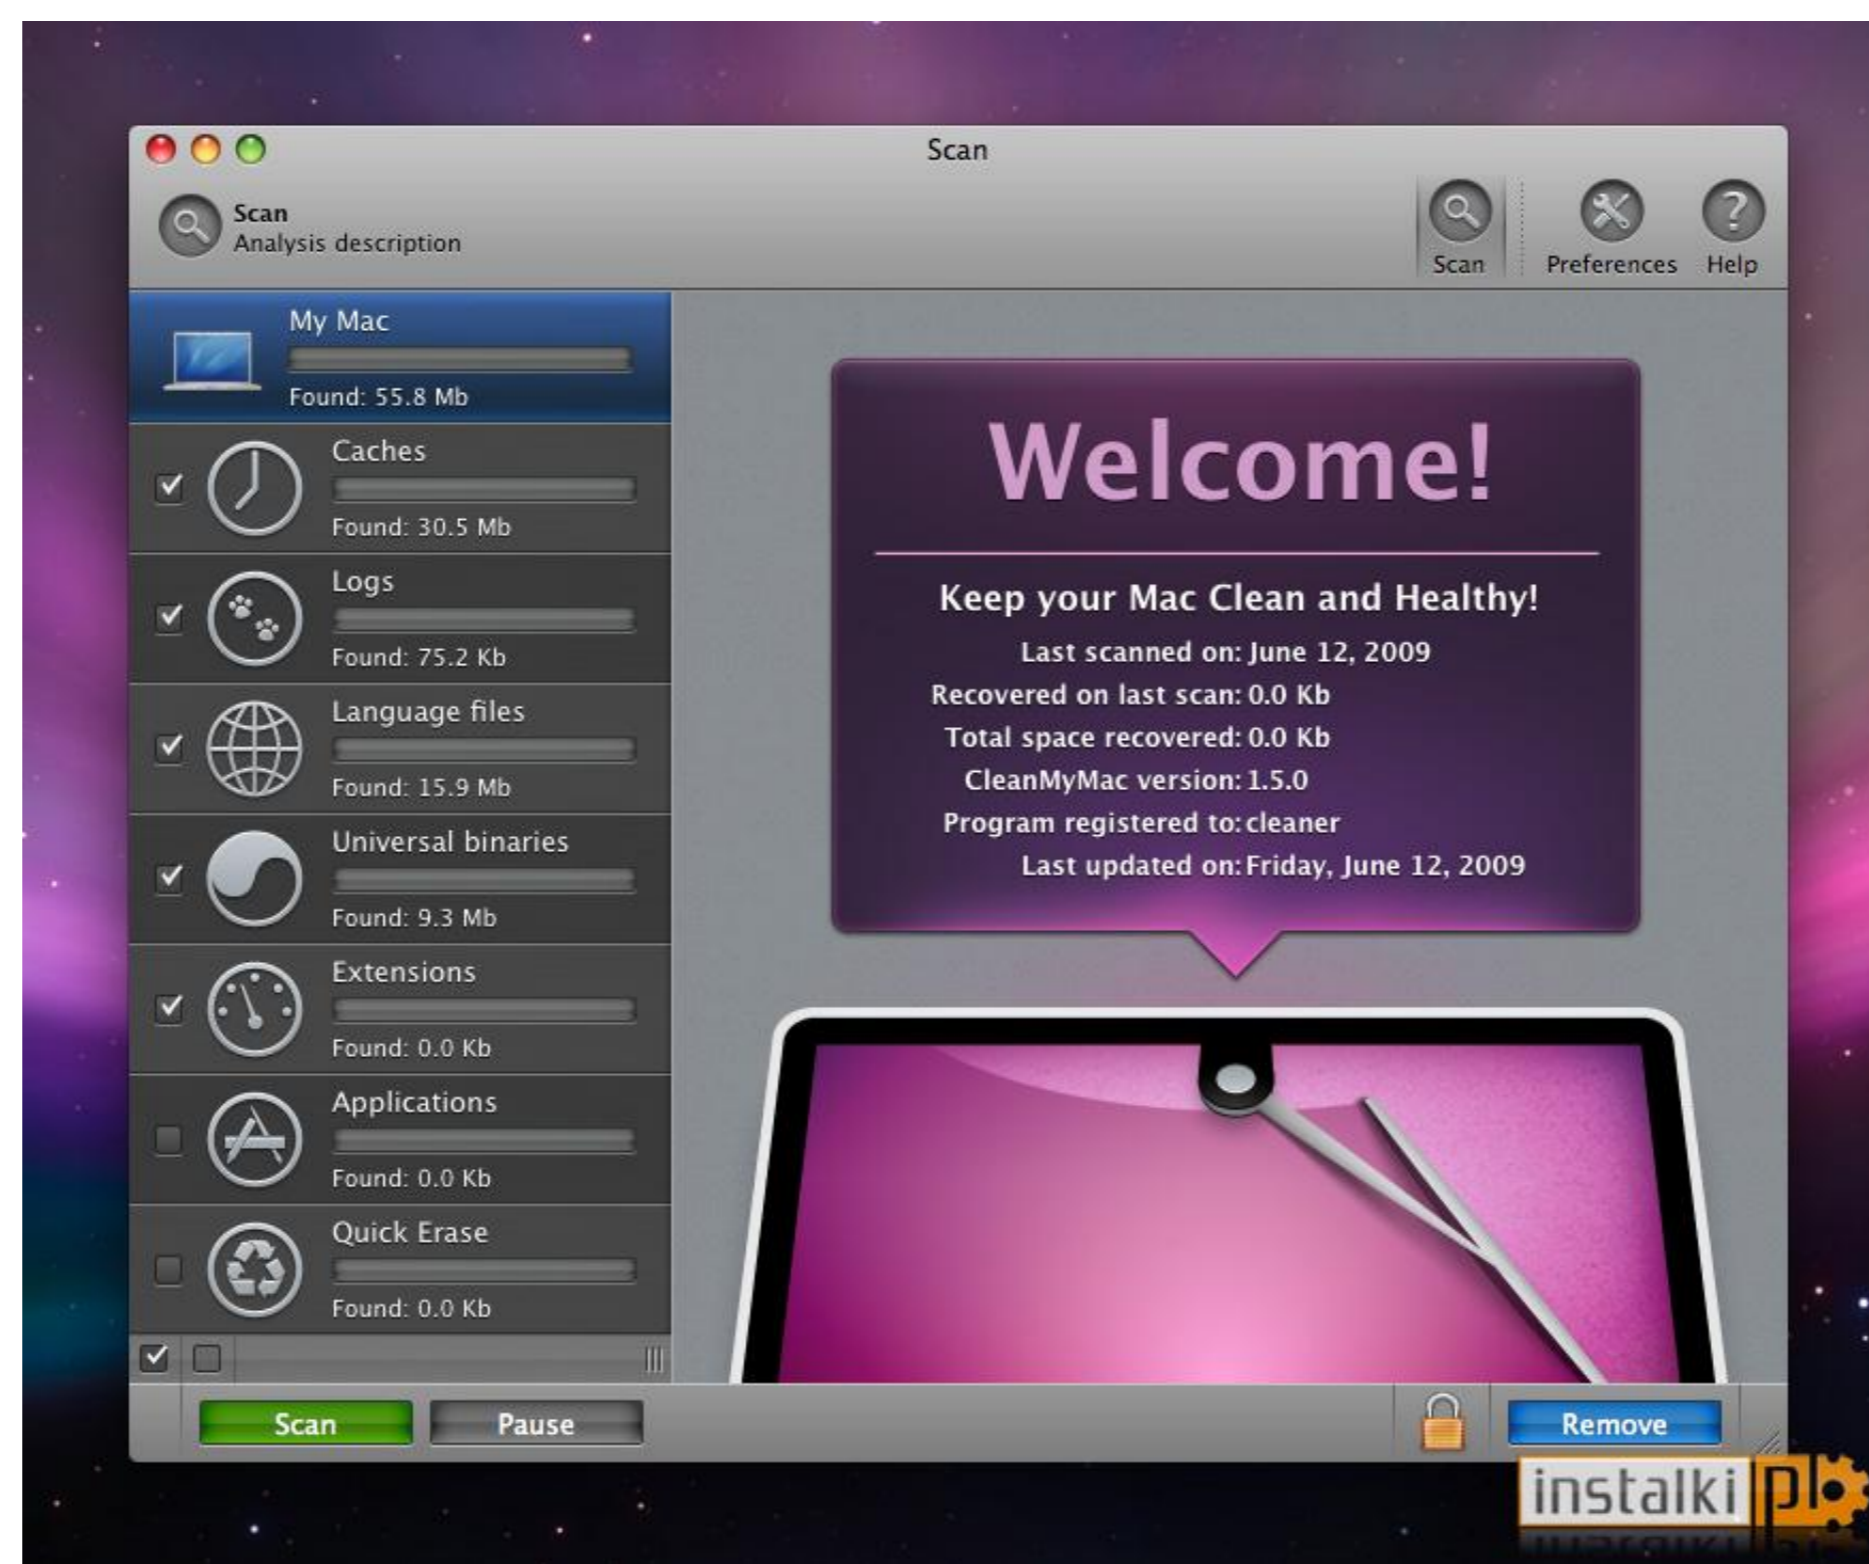 Scan
Scan
Analysis description
Scan
Preferences
Help
My Mac
Found: 55.8 Mb
Caches
Found: 30.5 Mb
Logs
Found: 75.2 Kb
Language files
Found: 15.9 Mb
Universal binaries
Found: 9.3 Mb
Extensions
Found: 0.0 Kb
Applications
Found: 0.0 Kb
Quick Erase
Found: 0.0 Kb
Welcome!
Keep your Mac Clean and Healthy!
Last scanned on: June 12, 2009
Recovered on last scan: 0.0 Kb
Total space recovered: 0.0 Kb
CleanMyMac version: 1.5.0
Program registered to: cleaner
Last updated on: Friday, June 12, 2009
Scan
Pause
Remove
instalki pl